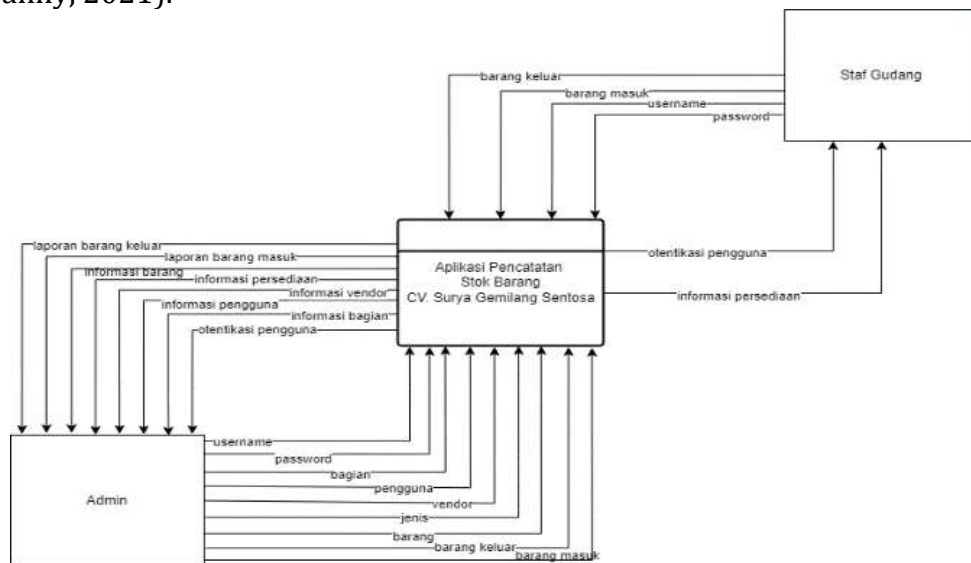 2021).
Staf Gudang
barang keluar
barang masuk
username
password
otentikasi pengguna
informasi persediaan
Aplikasi Pencatatan
Stok Barang
CV. Surya Gemilang Sentosa
laporan barang keluar
laporan barang masuk
informasi barang
informasi persediaan
informasi vendor
informasi pengguna
informasi bagian
otentikasi pengguna
Admin
username
password
bagian
pengguna
vendor
jenis
barang
barang keluar
barang masuk